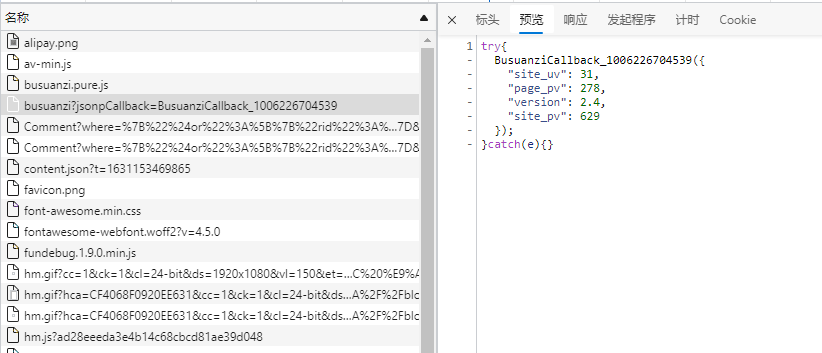 名称
alipay.png
av-min.js
busuanzi.pure.js
busuanzi?jsonpCallback=BusuanziCallback_1006226704539
Comment?where=%7B%22%24or%22%3A%5B%7B%22rid%22%3A%...7D&
Comment?where=%7B%22%24or%22%3A%5B%7B%22rid%22%3A%...7D&
content.json?t=1631153469865
favicon.png
font-awesome.min.css
fontawesome-webfont.woff2?v=4.5.0
fundebug.1.9.0.min.js
hm.gif?cc=1&ck=1&cl=24-bit&ds=1920x1080&vl=150&et=...C%20%E9%A
hm.gif?hca=CF4068F0920EE631&cc=1&ck=1&cl=24-bit&ds...A%2F%2Fblc
hm.gif?hca=CF4068F0920EE631&cc=1&ck=1&cl=24-bit&ds...A%2F%2Fblc
hm.js?ad28eeeda3e4b14c68cbcd81ae39d048
标头 预览 响应 发起程序 计时 Cookie
1 try{
- BusuanziCallback_1006226704539({
- "site_uv": 31,
- "page_pv": 278,
- "version": 2.4,
- "site_pv": 629
- });
- }catch(e){}